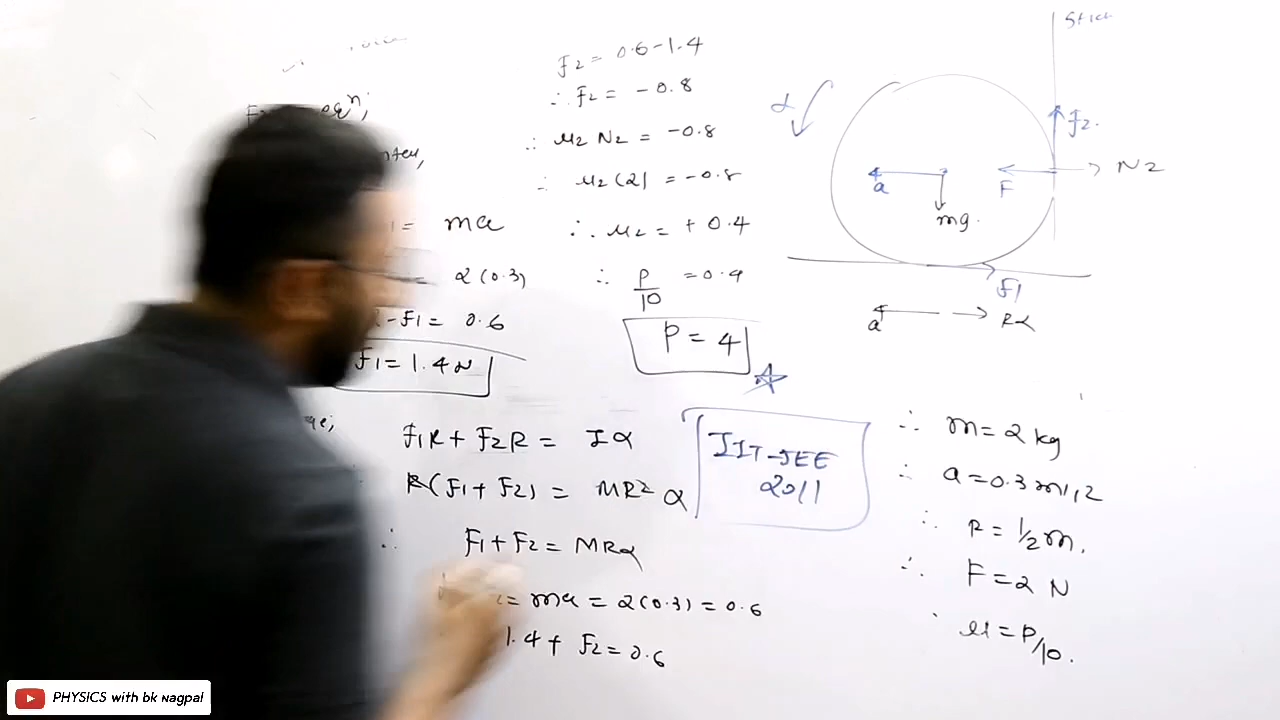 F2 = 0.6-1.4
∴ F2 = -0.8
∴ μ2 N2 = -0.8
∴ μ2 (2) = -0.8
∴ μ2 = + 0.4
∴ P/10 = 0.4
P = 4
eqⁿ;
= ma
= 2(0.3)
-F1 = 0.6
F1 = 1.4 N
F1R + F2R = Iα
R(F1 + F2) = MR² α
∴ F1 + F2 = MRα
= ma = 2(0.3) = 0.6
1.4 + F2 = 0.6
IIT-JEE
2011
Stick
α
F2.
N2
F
a
mg.
F1
a
Rα
∴ m = 2 kg
∴ a = 0.3 m/s2
∴ R = 1/2 m.
∴ F = 2 N
μ = P/10.
PHYSICS with bk Nagpal